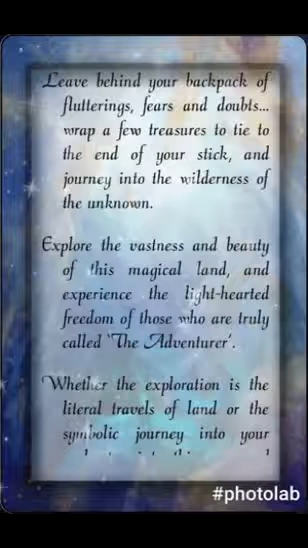 Leave behind your backpack of
flutterings, fears and doubts...
wrap a few treasures to tie to
the end of your stick, and
journey into the wilderness of
the unknown.
Explore the vastness and beauty
of this magical land, and
experience the light-hearted
freedom of those who are truly
called 'The Adventurer'.
Whether the exploration is the
literal travels of land or the
symbolic journey into your
#photolab